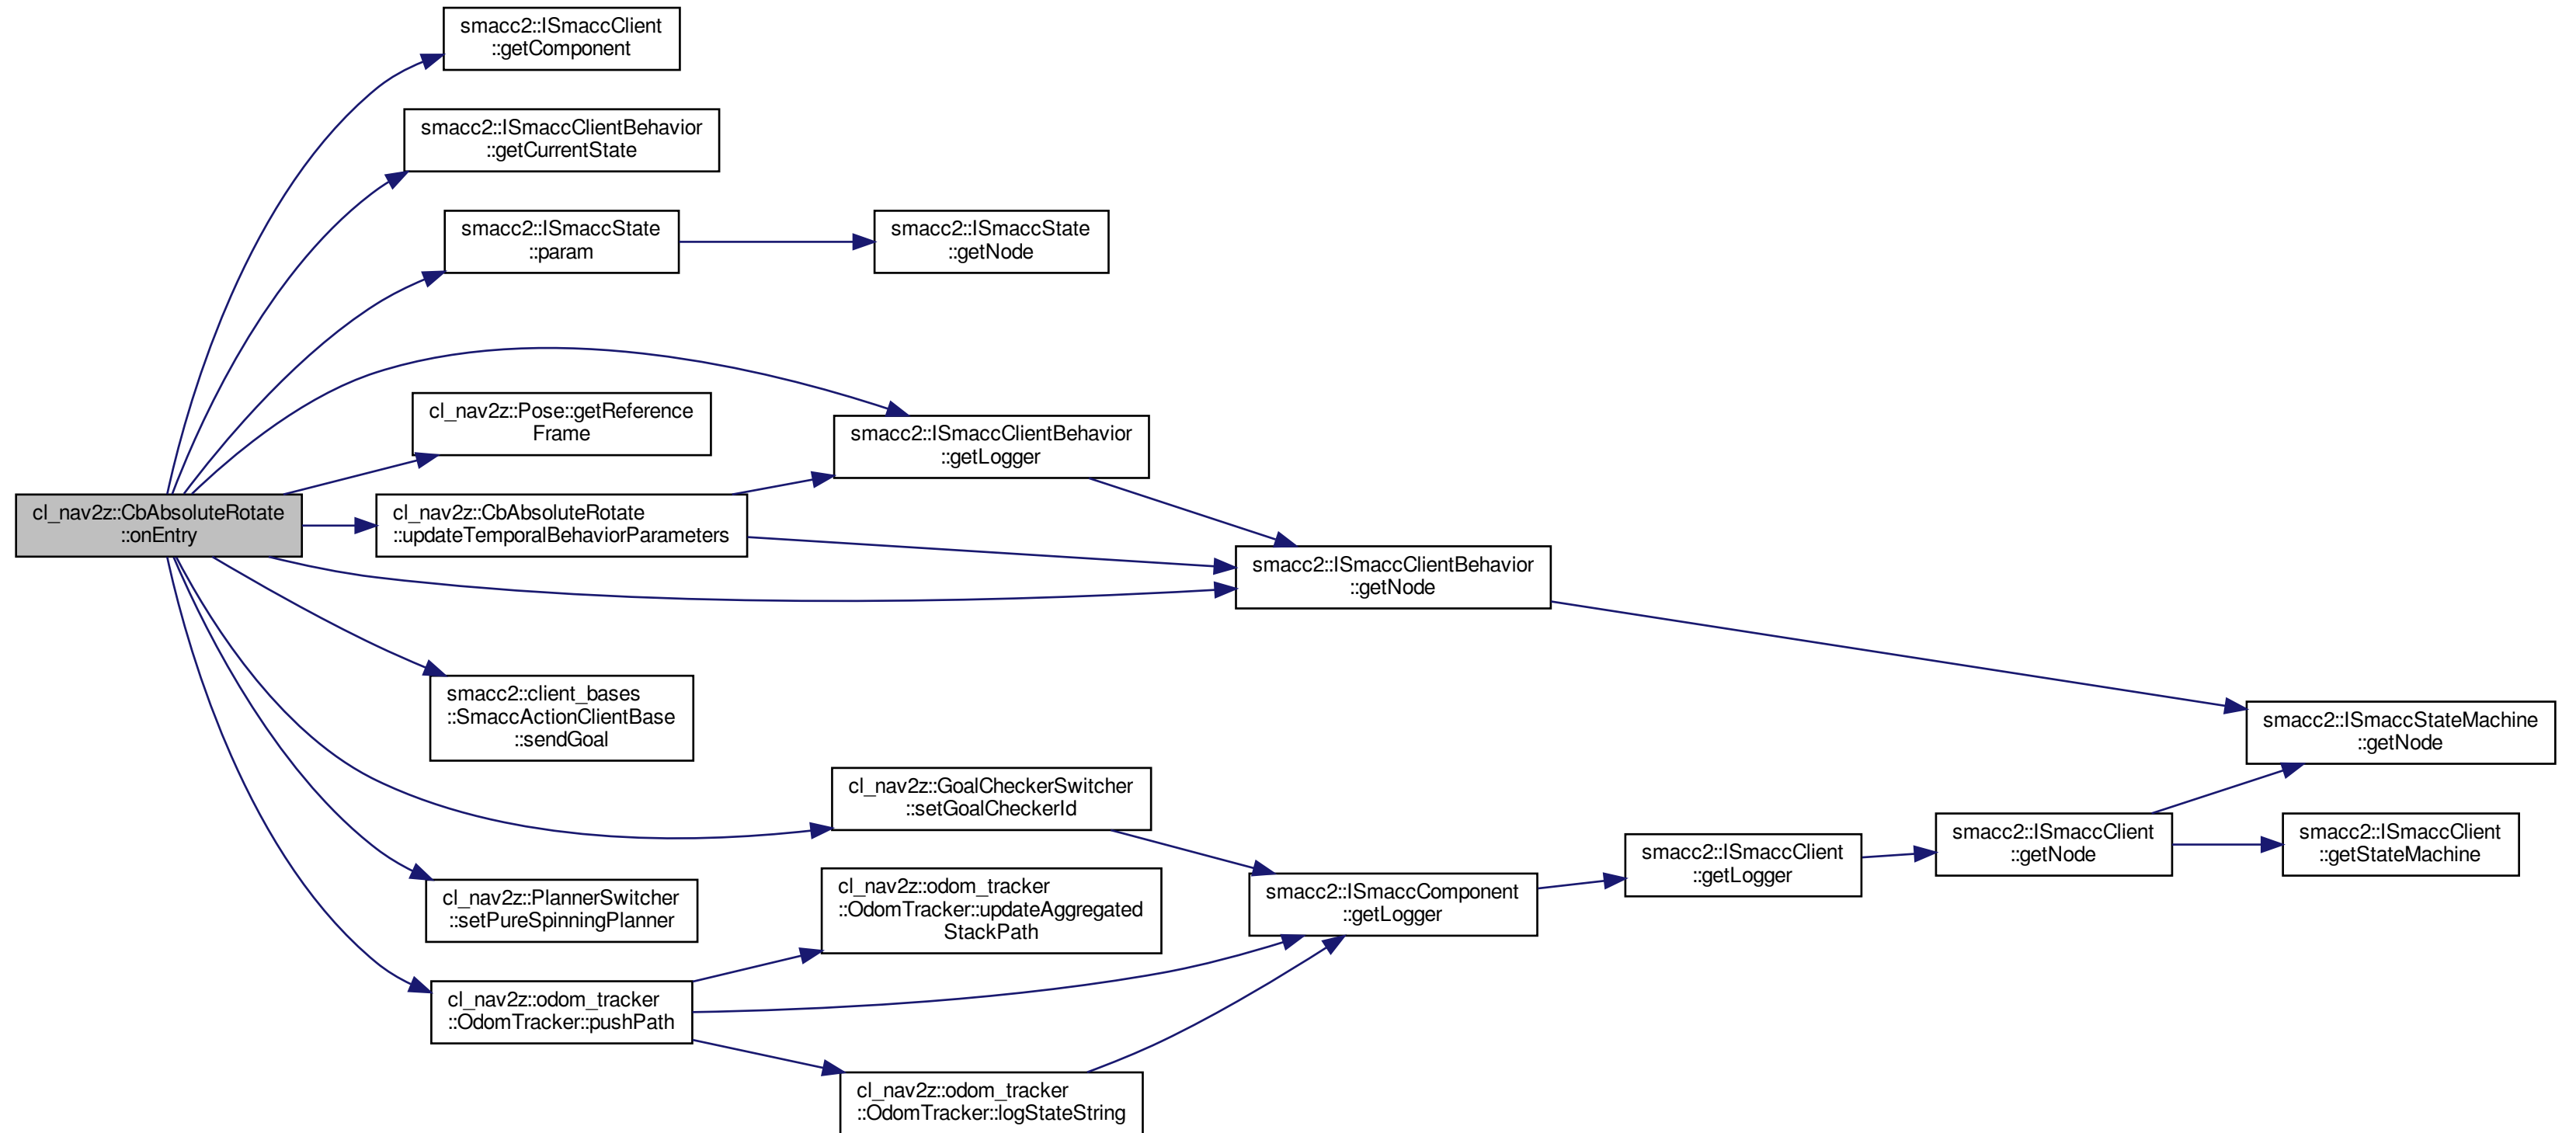 smacc2::ISmaccClient
::getComponent
smacc2::ISmaccClientBehavior
::getCurrentState
smacc2::ISmaccState
::param
smacc2::ISmaccState
::getNode
cl_nav2z::Pose::getReference
Frame
smacc2::ISmaccClientBehavior
::getLogger
cl_nav2z::CbAbsoluteRotate
::onEntry
cl_nav2z::CbAbsoluteRotate
::updateTemporalBehaviorParameters
smacc2::ISmaccClientBehavior
::getNode
smacc2::client_bases
::SmaccActionClientBase
::sendGoal
smacc2::ISmaccStateMachine
::getNode
cl_nav2z::GoalCheckerSwitcher
::setGoalCheckerId
smacc2::ISmaccClient
::getLogger
smacc2::ISmaccClient
::getNode
smacc2::ISmaccClient
::getStateMachine
cl_nav2z::PlannerSwitcher
::setPureSpinningPlanner
cl_nav2z::odom_tracker
::OdomTracker::updateAggregated
StackPath
smacc2::ISmaccComponent
::getLogger
cl_nav2z::odom_tracker
::OdomTracker::pushPath
cl_nav2z::odom_tracker
::OdomTracker::logStateString